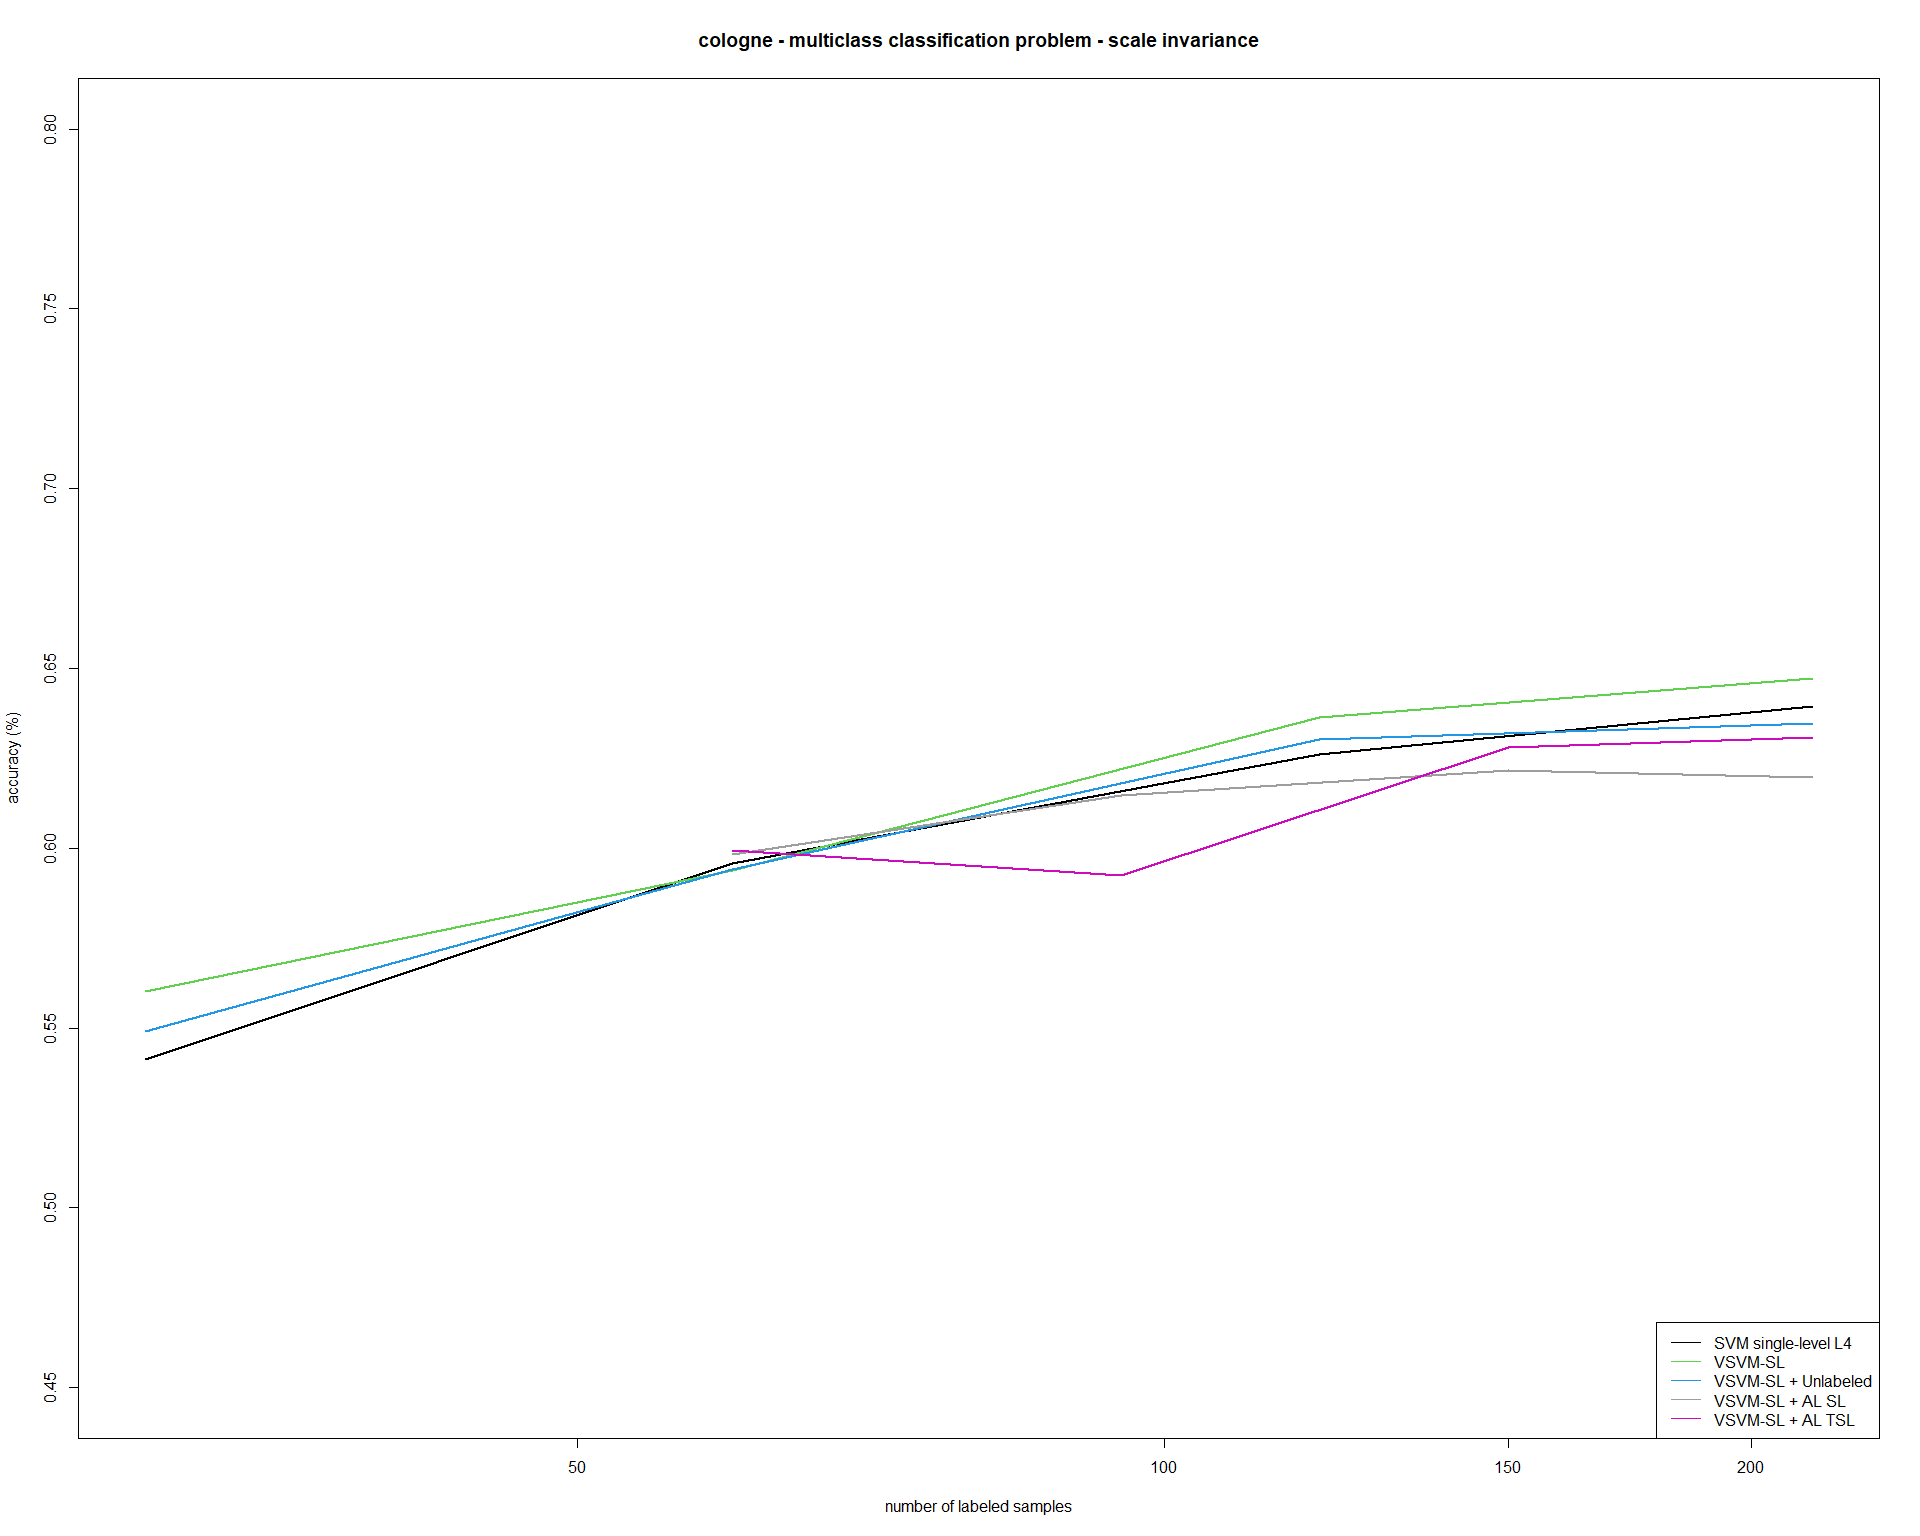 cologne - multiclass classification problem - scale invariance
0.80
0.75
0.70
0.65
0.60
0.55
0.50
0.45
accuracy (%)
SVM single-level L4
VSVM-SL
VSVM-SL + Unlabeled
VSVM-SL + AL SL
VSVM-SL + AL TSL
50 100 150 200
number of labeled samples